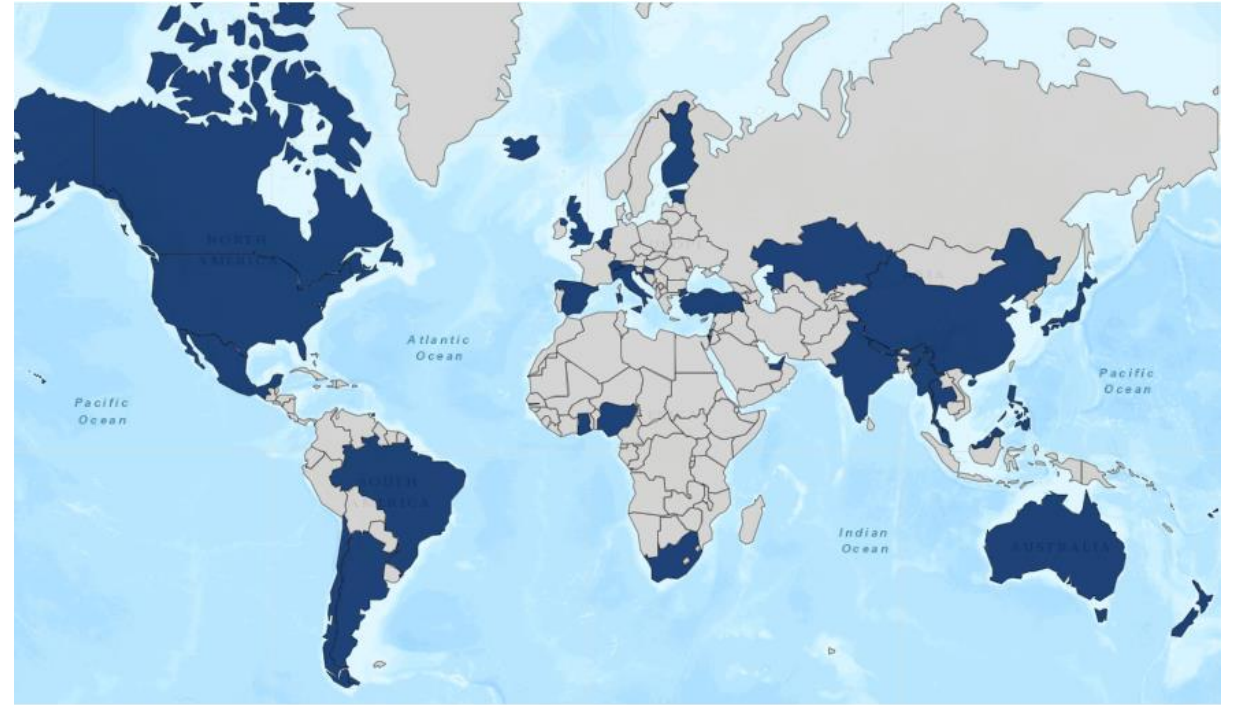 NORTH
AMERICA
Atlantic
Ocean
Pacific
Ocean
Pacific
Ocean
SOUTH
AMERICA
Indian
Ocean
AUSTRALIA